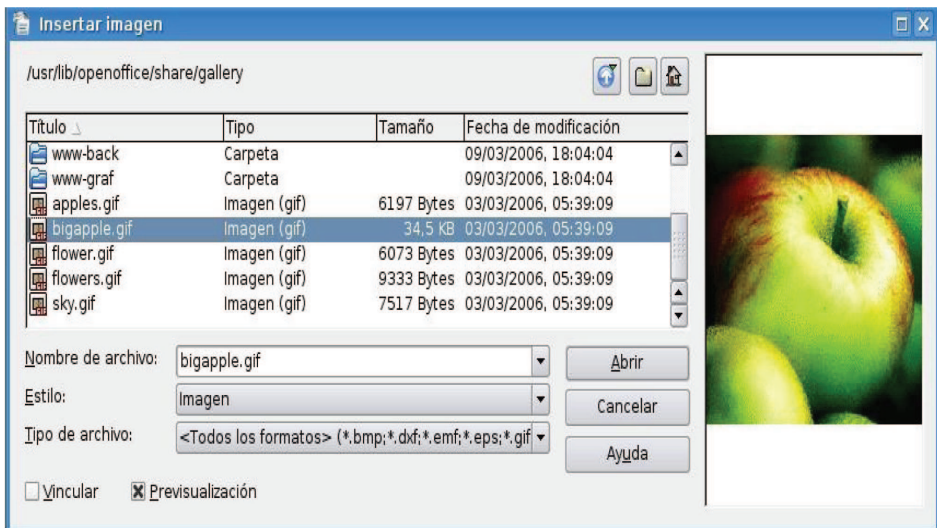 Insertar imagen
/usr/lib/openoffice/share/gallery
Título Tipo Tamaño Fecha de modificación
www-back Carpeta 09/03/2006, 18:04:04
www-graf Carpeta 09/03/2006, 18:04:04
apples.gif Imagen (gif) 6197 Bytes 03/03/2006, 05:39:09
bigapple.gif Imagen (gif) 34,5 KB 03/03/2006, 05:39:09
flower.gif Imagen (gif) 6073 Bytes 03/03/2006, 05:39:09
flowers.gif Imagen (gif) 9333 Bytes 03/03/2006, 05:39:09
sky.gif Imagen (gif) 7517 Bytes 03/03/2006, 05:39:09
Nombre de archivo: bigapple.gif Abrir
Estilo: Imagen Cancelar
Tipo de archivo: <Todos los formatos> (*.bmp;*.dxf;*.emf;*.eps;*.gif Ayuda
Vincular Previsualización